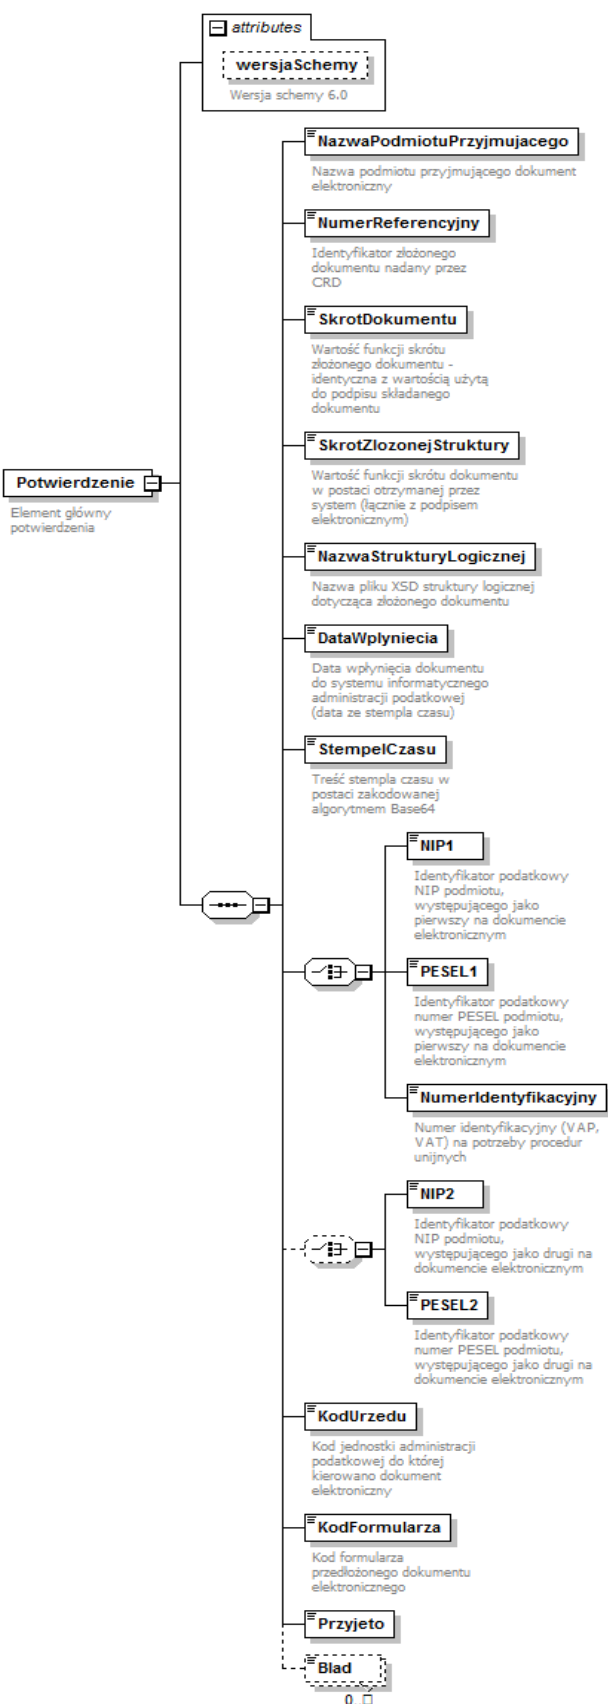 attributes
wersjaSchemy
Wersja schemy 6.0
NazwaPodmiotuPrzyjmujacego
Nazwa podmiotu przyjmującego dokument
elektroniczny
NumerReferencyjny
Identyfikator złożonego
dokumentu nadany przez
CRD
SkrotDokumentu
Wartość funkcji skrótu
złożonego dokumentu -
identyczna z wartością użytą
do podpisu składanego
dokumentu
SkrotZlozonejStruktury
Wartość funkcji skrótu dokumentu
w postaci otrzymanej przez
system (łącznie z podpisem
elektronicznym)
Potwierdzenie
Element główny
potwierdzenia
NazwaStrukturyLogicznej
Nazwa pliku XSD struktury logicznej
dotycząca złożonego dokumentu
DataWplyniecia
Data wpłynięcia dokumentu
do systemu informatycznego
administracji podatkowej
(data ze stempla czasu)
StempelCzasu
Treść stempla czasu w
postaci zakodowanej
algorytmem Base64
NIP1
Identyfikator podatkowy
NIP podmiotu,
występującego jako
pierwszy na dokumencie
elektronicznym
PESEL1
Identyfikator podatkowy
numer PESEL podmiotu,
występującego jako
pierwszy na dokumencie
elektronicznym
NumerIdentyfikacyjny
Numer identyfikacyjny (VAP,
VAT) na potrzeby procedur
unijnych
NIP2
Identyfikator podatkowy
NIP podmiotu,
występującego jako drugi na
dokumencie elektronicznym
PESEL2
Identyfikator podatkowy
numer PESEL podmiotu,
występującego jako drugi na
dokumencie elektronicznym
KodUrzedu
Kod jednostki administracji
podatkowej do której
kierowano dokument
elektroniczny
KodFormularza
Kod formularza
przedłożonego dokumentu
elektronicznego
Przyjeto
Blad
0..□